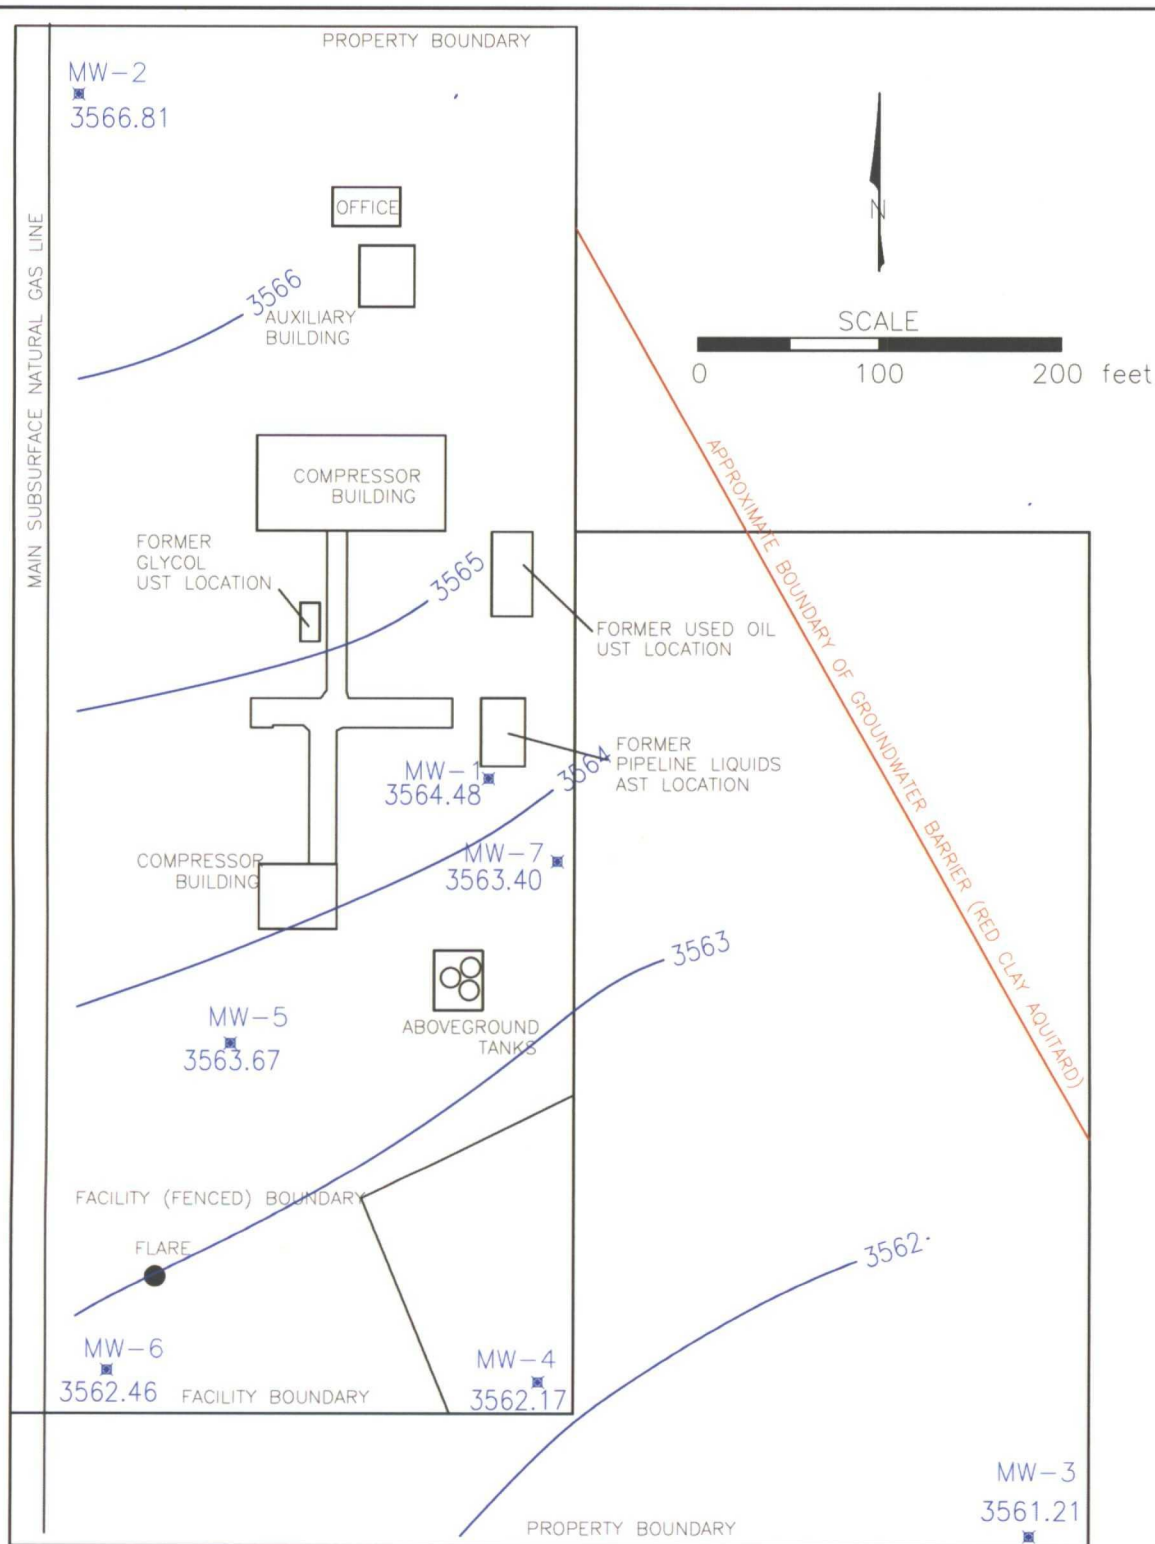 PROPERTY BOUNDARY
MW-2
3566.81
N
OFFICE
MAIN SUBSURFACE NATURAL GAS LINE
3566
AUXILIARY
BUILDING
SCALE
0 100 200 feet
COMPRESSOR
BUILDING
APPROXIMATE BOUNDARY OF GROUNDWATER BARRIER (RED CLAY AQUITARD)
FORMER
GLYCOL
UST LOCATION
3565
FORMER USED OIL
UST LOCATION
FORMER
PIPELINE LIQUIDS
AST LOCATION
3564
MW-1
3564.48
COMPRESSOR
BUILDING
MW-7
3563.40
3563
MW-5
3563.67
ABOVEGROUND
TANKS
FACILITY (FENCED) BOUNDARY
FLARE
3562
MW-6
3562.46
FACILITY BOUNDARY
MW-4
3562.17
MW-3
3561.21
PROPERTY BOUNDARY